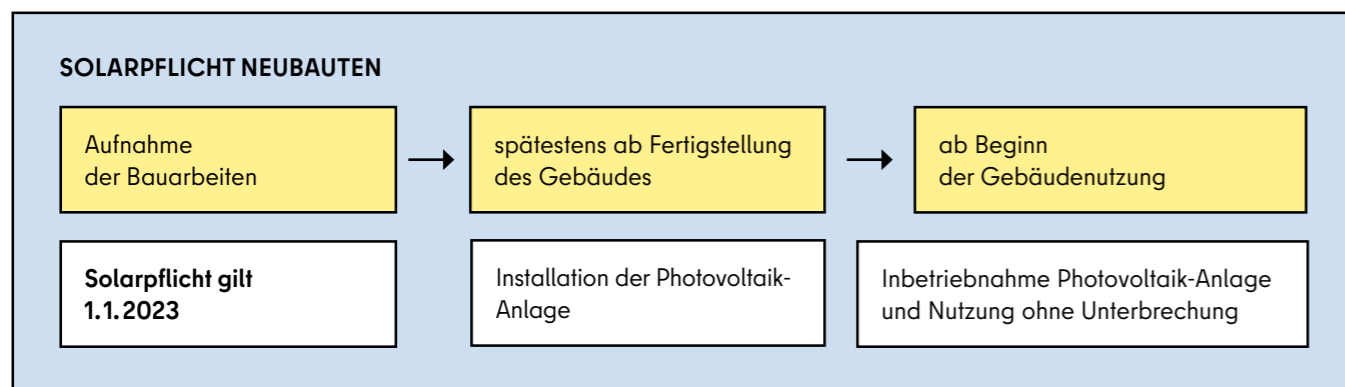 SOLARPFLICHT NEUBAUTEN
Aufnahme
der Bauarbeiten
spätestens ab Fertigstellung
des Gebäudes
ab Beginn
der Gebäudenutzung
Solarpflicht gilt
1.1.2023
Installation der Photovoltaik-
Anlage
Inbetriebnahme Photovoltaik-Anlage
und Nutzung ohne Unterbrechung